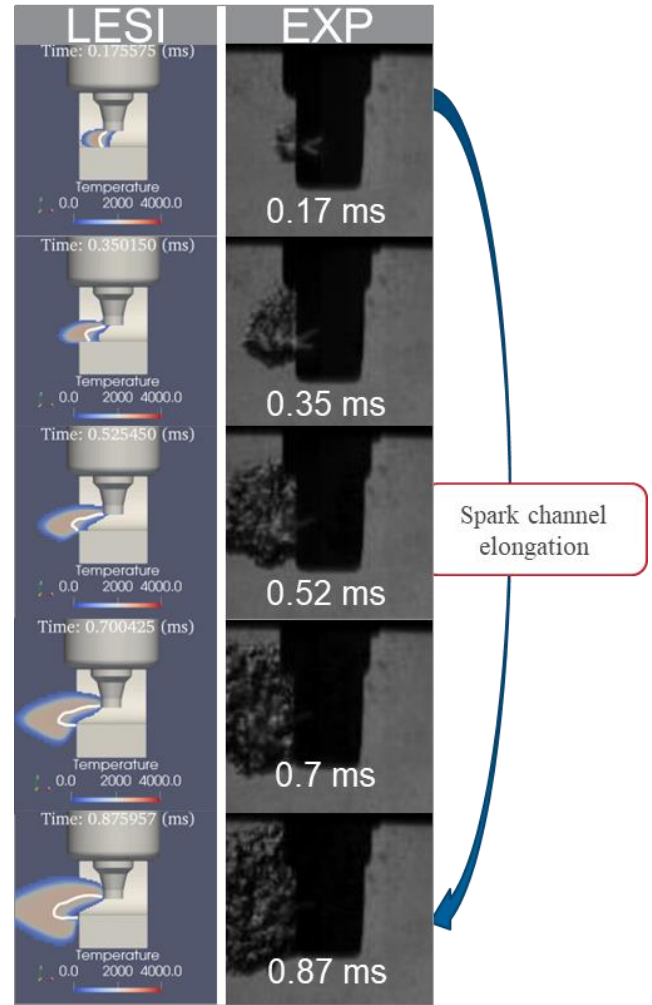 LESI
EXP
Time: 0.175575 (ms)
Temperature
0.0 2000 4000.0
0.17 ms
Time: 0.350150 (ms)
Temperature
0.0 2000 4000.0
0.35 ms
Time: 0.525450 (ms)
Temperature
0.0 2000 4000.0
0.52 ms
Spark channel
elongation
Time: 0.700425 (ms)
Temperature
0.0 2000 4000.0
0.7 ms
Time: 0.875957 (ms)
Temperature
0.0 2000 4000.0
0.87 ms